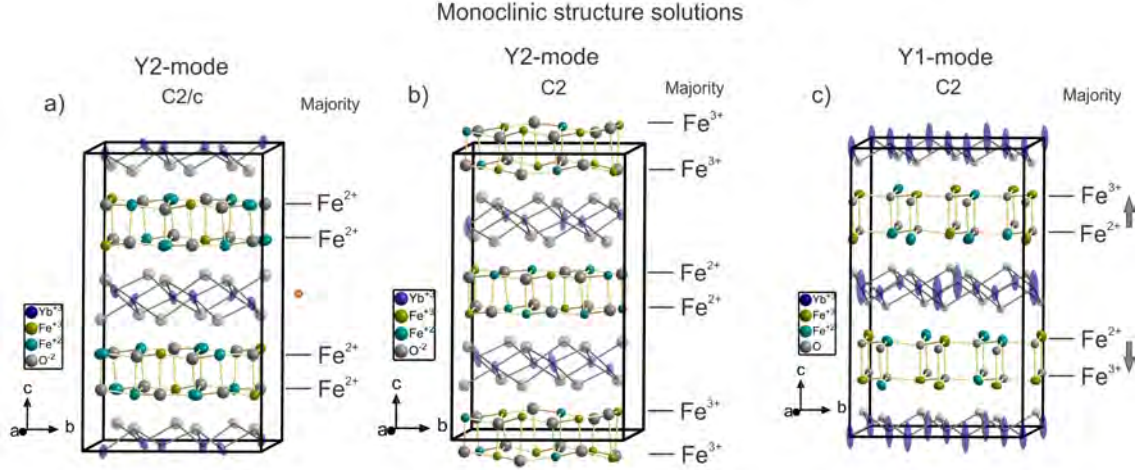 Monoclinic structure solutions
Y2-mode
C2/c
a)
Majority
Fe2+
Fe2+
Fe2+
Fe2+
Yb+3
Fe+3
Fe+2
O-2
c
a
b
Y2-mode
C2
b)
Majority
Fe3+
Fe3+
Fe2+
Fe2+
Fe3+
Fe3+
Yb+3
Fe+3
Fe+2
O-2
c
a
b
Y1-mode
C2
c)
Majority
Fe3+
Fe2+
Fe2+
Fe3+
Yb+3
Fe+3
Fe+2
O
c
a
b